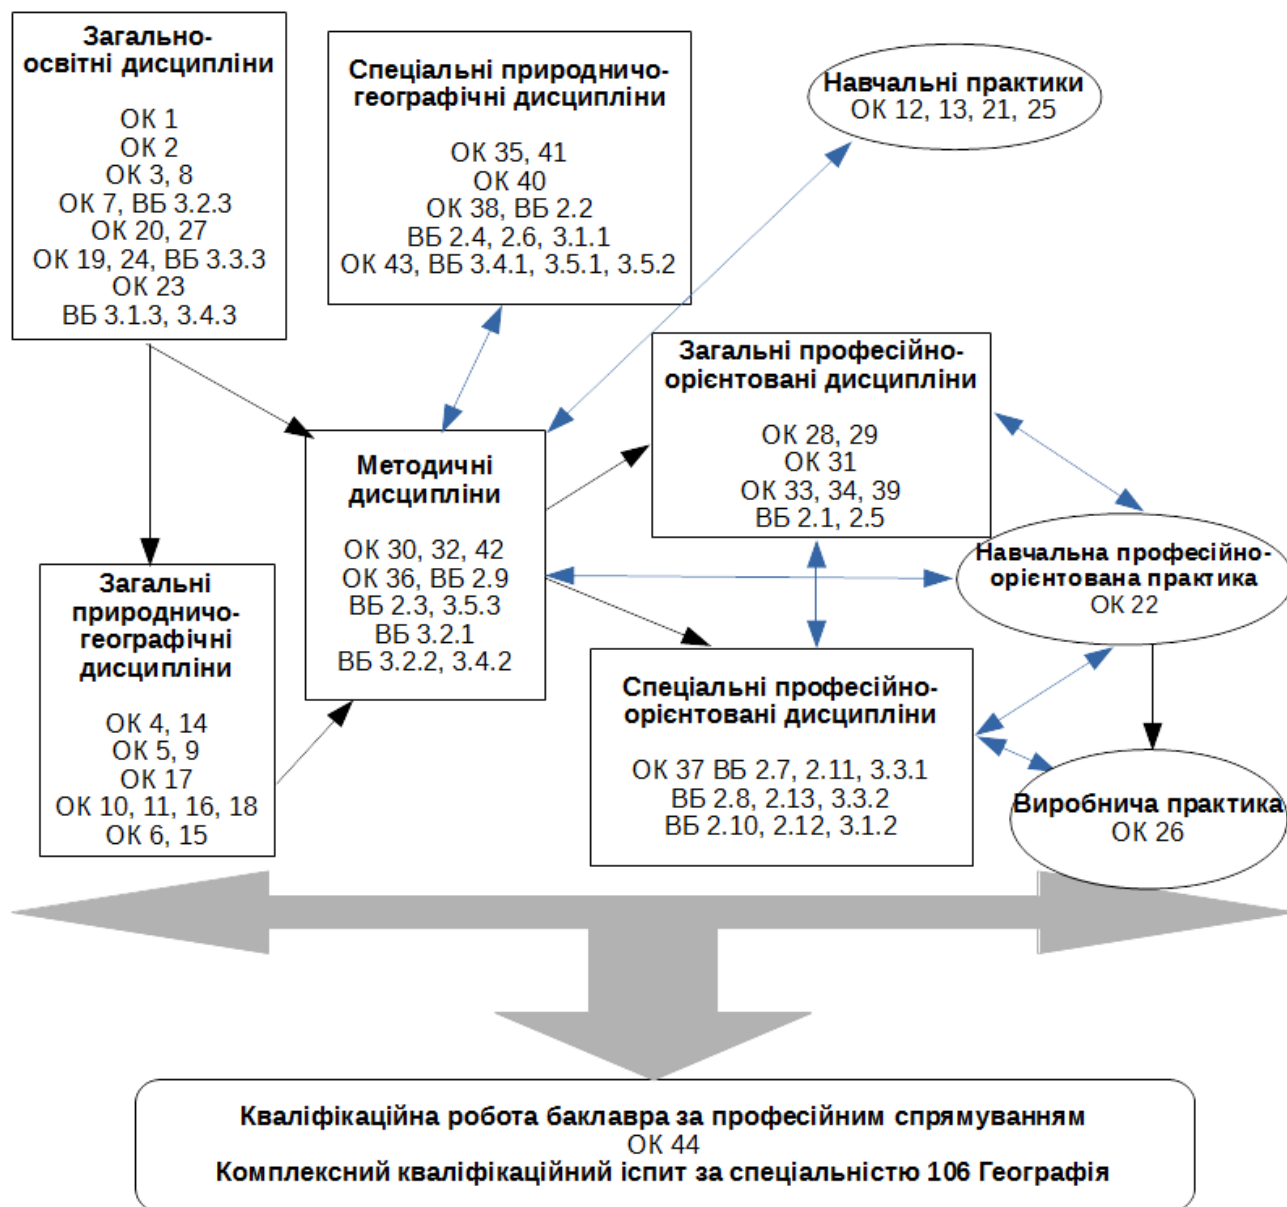 Загально-
освітні дисципліни
ОК 1
ОК 2
ОК 3, 8
ОК 7, ВБ 3.2.3
ОК 20, 27
ОК 19, 24, ВБ 3.3.3
ОК 23
ВБ 3.1.3, 3.4.3
Спеціальні природничо-
географічні дисципліни
ОК 35, 41
ОК 40
ОК 38, ВБ 2.2
ВБ 2.4, 2.6, 3.1.1
ОК 43, ВБ 3.4.1, 3.5.1, 3.5.2
Навчальні практики
ОК 12, 13, 21, 25
Загальні професійно-
орієнтовані дисципліни
ОК 28, 29
ОК 31
ОК 33, 34, 39
ВБ 2.1, 2.5
Методичні
дисципліни
ОК 30, 32, 42
ОК 36, ВБ 2.9
ВБ 2.3, 3.5.3
ВБ 3.2.1
ВБ 3.2.2, 3.4.2
Навчальна професійно-
орієнтована практика
ОК 22
Загальні
природничо-
географічні
дисципліни
ОК 4, 14
ОК 5, 9
ОК 17
ОК 10, 11, 16, 18
ОК 6, 15
Спеціальні професійно-
орієнтовані дисципліни
ОК 37 ВБ 2.7, 2.11, 3.3.1
ВБ 2.8, 2.13, 3.3.2
ВБ 2.10, 2.12, 3.1.2
Виробнича практика
ОК 26
Кваліфікаційна робота баклавра за професійним спрямуванням
ОК 44
Комплексний кваліфікаційний іспит за спеціальністю 106 Географія